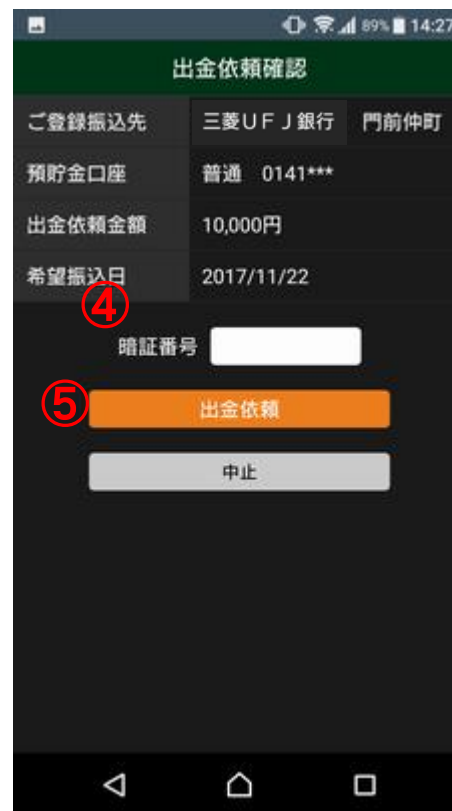 89% 14:27
出金依頼確認
ご登録振込先 三菱UFJ銀行 門前仲町
預貯金口座 普通 0141***
出金依頼金額 10,000円
希望振込日 2017/11/22
④
暗証番号
⑤ 出金依頼
中止